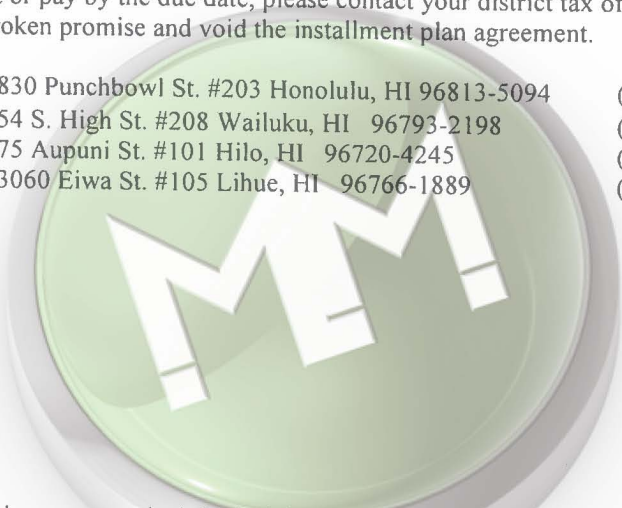 or pay by the due date, please contact your district tax of
roken promise and void the installment plan agreement.
830 Punchbowl St. #203 Honolulu, HI 96813-5094 (
54 S. High St. #208 Wailuku, HI 96793-2198 (
75 Aupuni St. #101 Hilo, HI 96720-4245 (
3060 Eiwa St. #105 Lihue, HI 96766-1889 (
MM